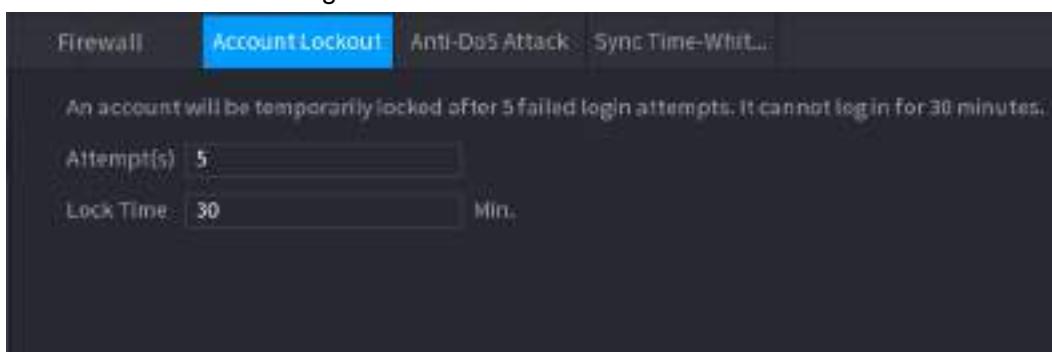 Firewall Account Lockout Anti-DoS Attack Sync Time-Whit...
An account will be temporarily locked after 5 failed login attempts. It cannot log in for 30 minutes.
Attempt(s) 5
Lock Time 30 Min.